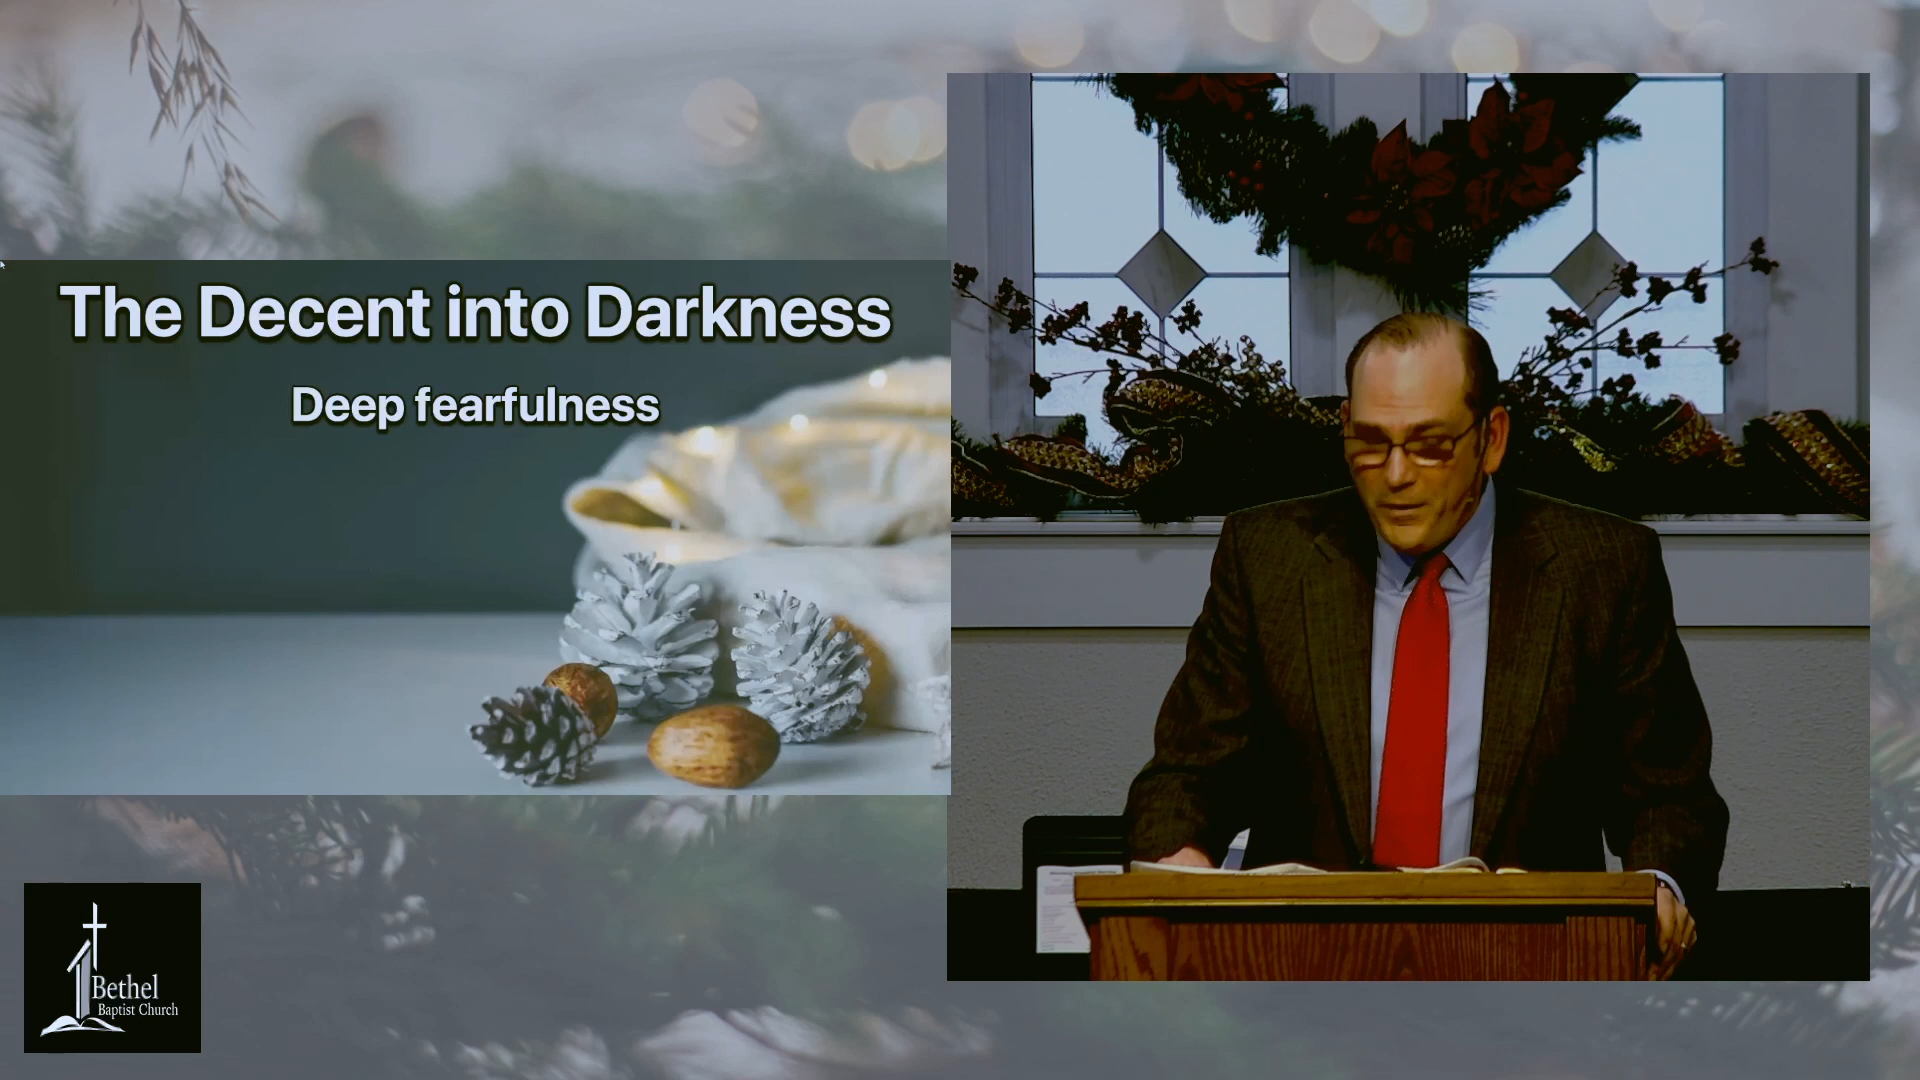 The Decent into Darkness
Deep fearfulness
Bethel
Baptist Church